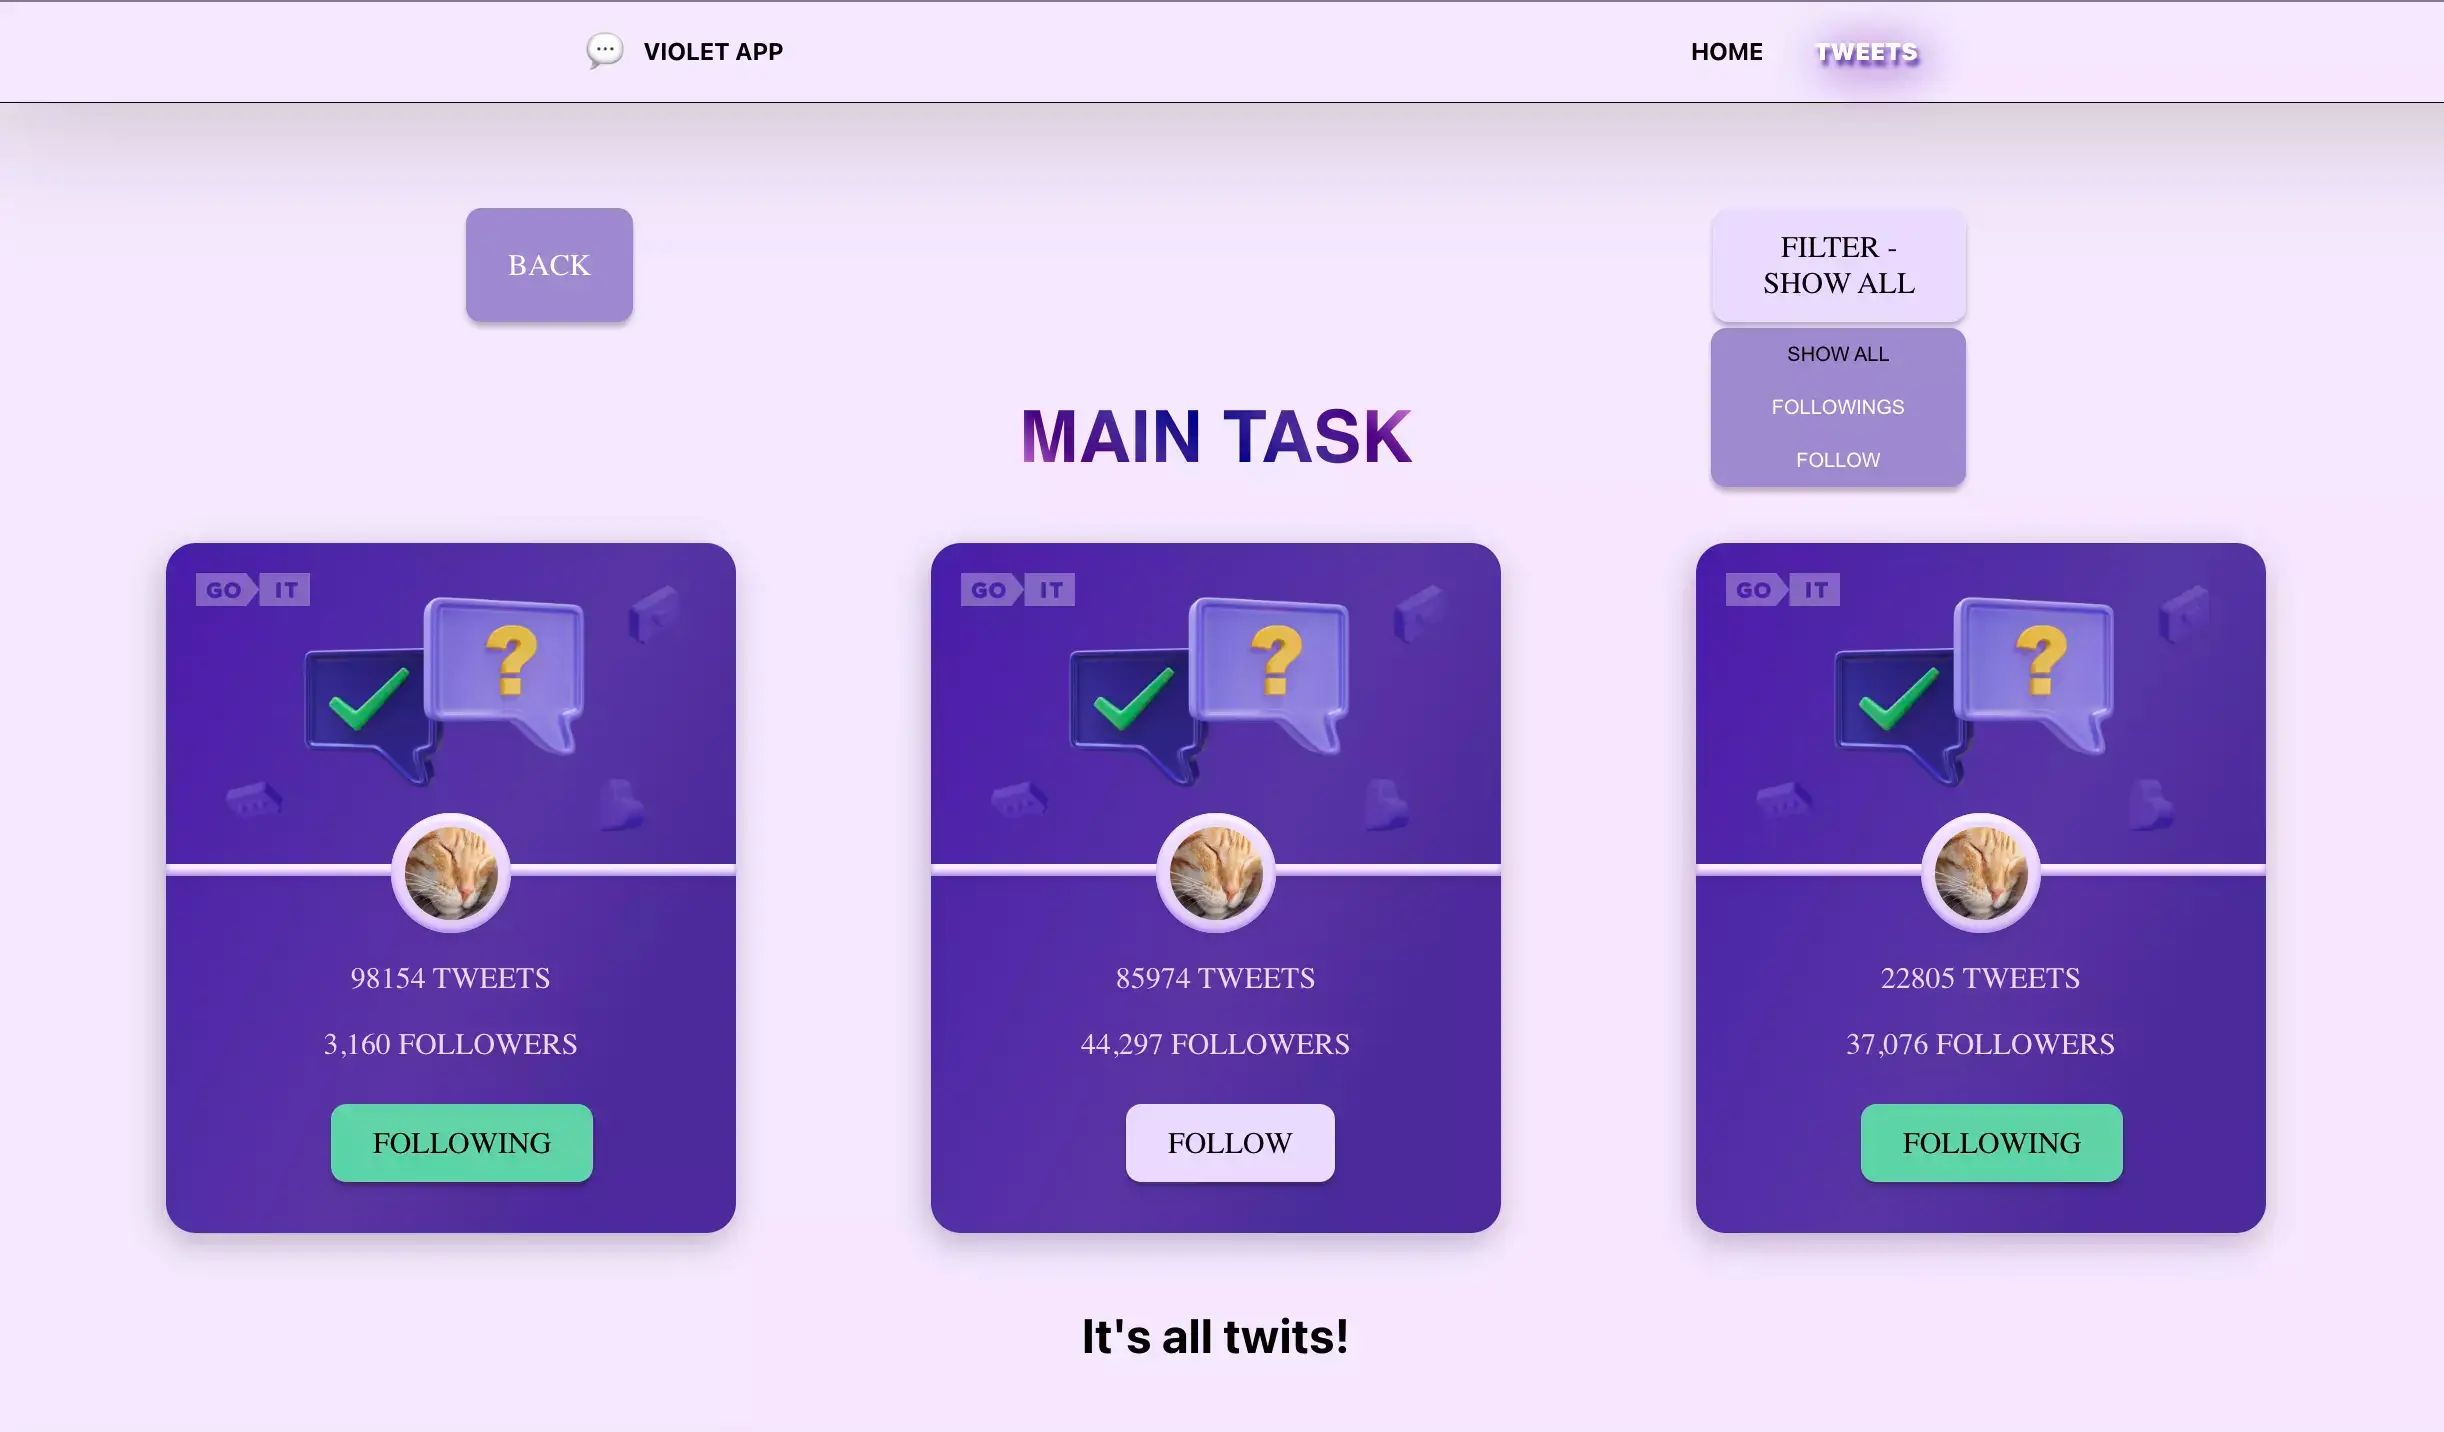 VIOLET APP
HOME
TWEETS
BACK
FILTER -
SHOW ALL
SHOW ALL
FOLLOWINGS
FOLLOW
MAIN TASK
GO IT
?
98154 TWEETS
3,160 FOLLOWERS
FOLLOWING
GO IT
?
85974 TWEETS
44,297 FOLLOWERS
FOLLOW
GO IT
?
22805 TWEETS
37,076 FOLLOWERS
FOLLOWING
It's all twits!